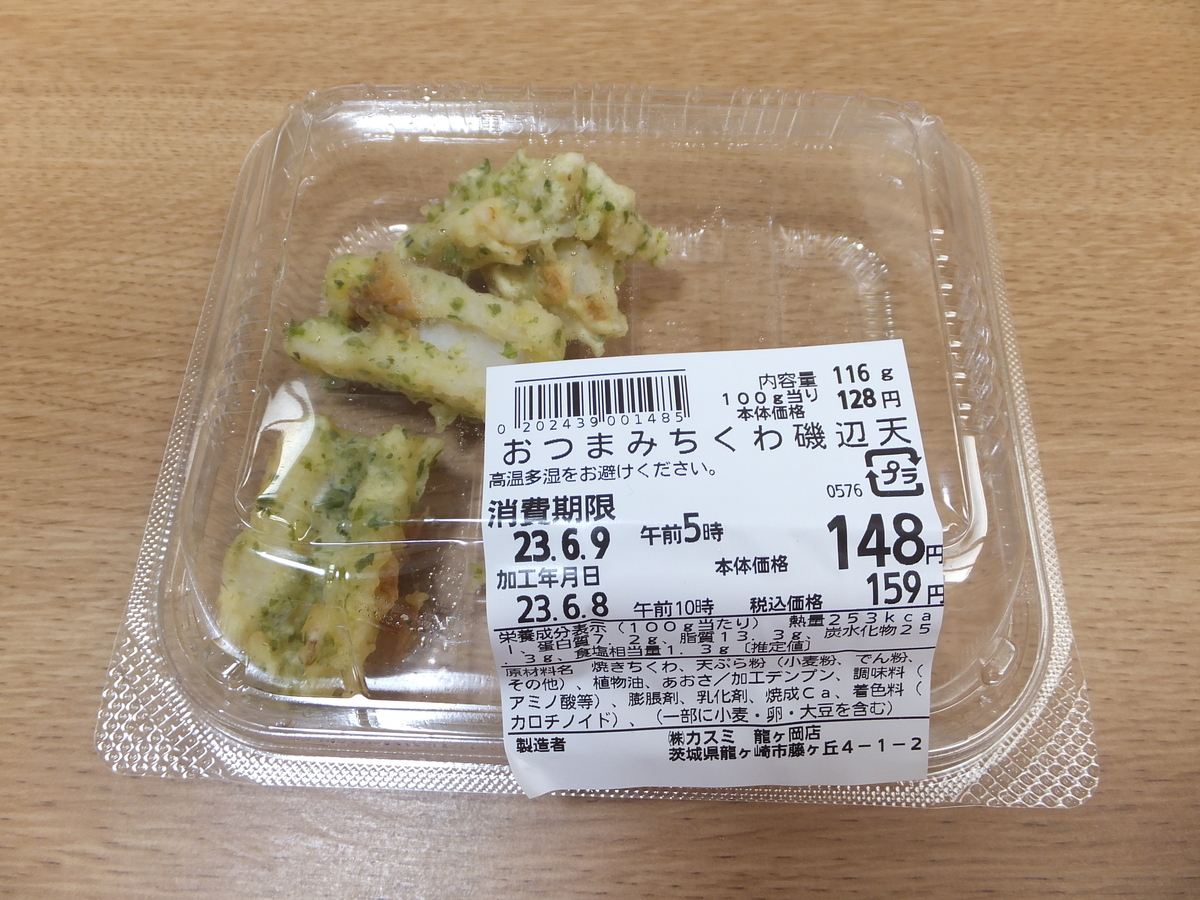 内容量 116 g
100g当り
本体価格 128円
0 202439 001485
おつまみちくわ磯辺天
高温多湿をお避けください。
0576 プラ
消費期限
23.6.9 午前5時
本体価格 148円
加工年月日
23.6.8 午前10時 税込価格 159円
栄養成分表示(100g当たり) 熱量253kca
l、蛋白質7.2g、脂質13.3g、炭水化物25
.3g、食塩相当量1.3g〔推定値〕
原材料名 焼きちくわ、天ぷら粉(小麦粉、でん粉、
その他)、植物油、あおさ/加工デンプン、調味料(
アミノ酸等)、膨脹剤、乳化剤、焼成Ca、着色料(
カロチノイド)、(一部に小麦・卵・大豆を含む)
製造者 ㈱カスミ 龍ヶ岡店
茨城県龍ヶ崎市藤ヶ丘4-1-2